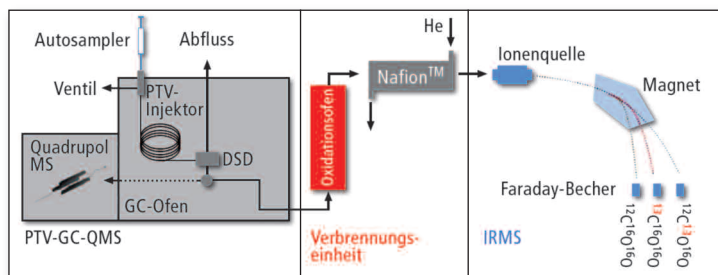 Autosampler
Abfluss
Ventil
PTV-
Injektor
Quadrupol
MS
DSD
GC-Ofen
PTV-GC-QMS
He
Nafion™
Oxidationsofen
Verbrennungs-
einheit
Ionenquelle
Magnet
Faraday-Becher
¹²C¹⁶O¹⁶O
¹³C¹⁶O¹⁶O
¹²C¹³O¹⁶O
IRMS